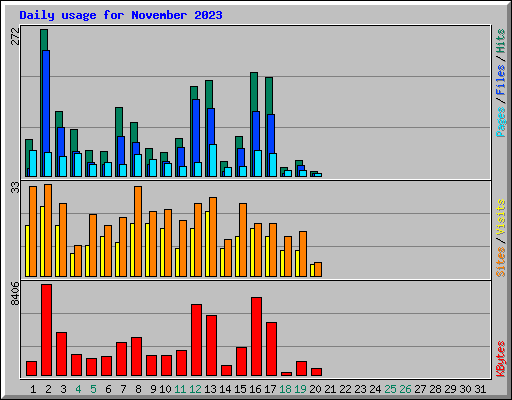 Daily usage for November 2023
272
Pages / Files / Hits
33
Sites / Visits
8406
KBytes
1 2 3 4 5 6 7 8 9 10 11 12 13 14 15 16 17 18 19 20 21 22 23 24 25 26 27 28 29 30 31